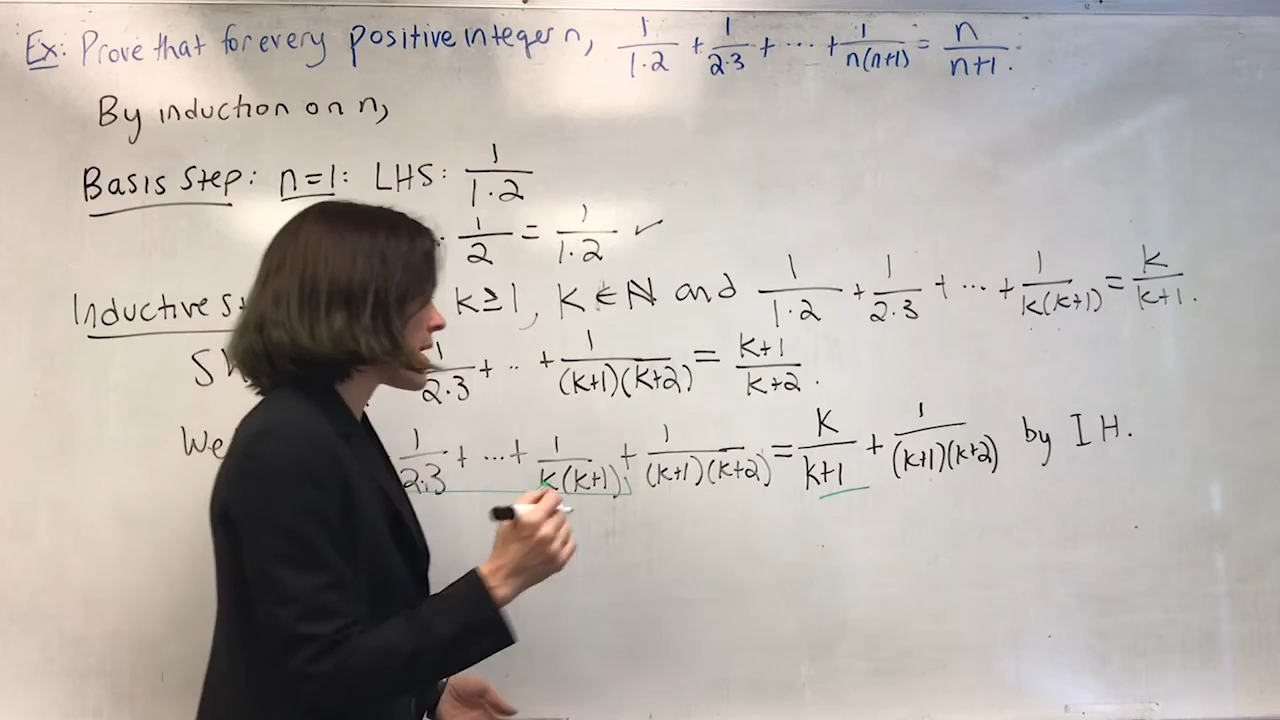 Ex: Prove that for every positive integer n, 1/(1·2) + 1/(2·3) + ... + 1/(n(n+1)) = n/(n+1).
By induction on n,
Basis Step: n=1: LHS: 1/(1·2)
1/2 = 1/(1·2) ✓
Inductive k≥1, k∈ℕ and 1/(1·2) + 1/(2·3) + ... + 1/(k(k+1)) = k/(k+1).
1/(2·3) + ... + 1/((k+1)(k+2)) = (k+1)/(k+2).
We 1/(2·3) + ... + 1/(k(k+1)) + 1/((k+1)(k+2)) = k/(k+1) + 1/((k+1)(k+2)) by IH.